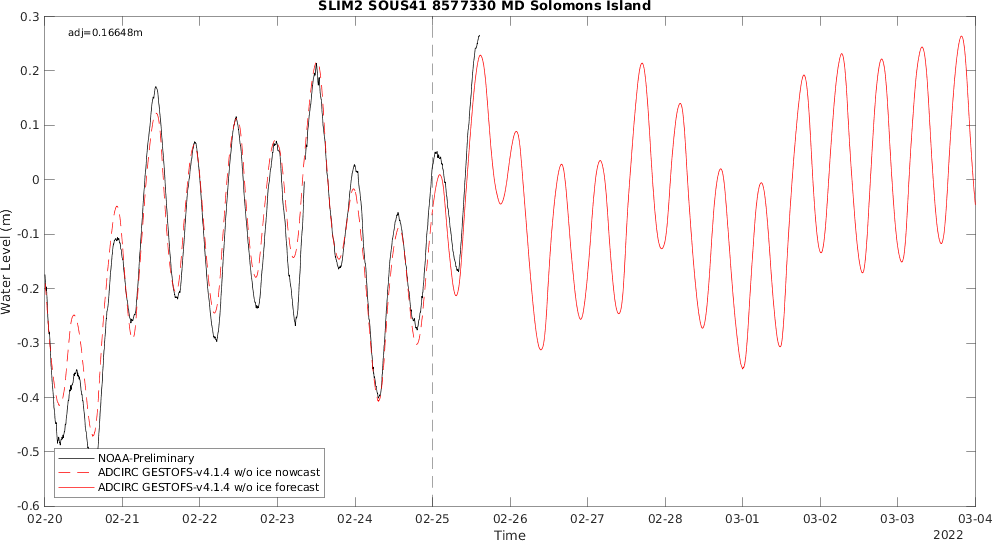 SLIM2 SOUS41 8577330 MD Solomons Island
adj=0.16648m
Water Level (m)
0.3
0.2
0.1
0
-0.1
-0.2
-0.3
-0.4
-0.5
-0.6
NOAA-Preliminary
ADCIRC GESTOFS-v4.1.4 w/o ice nowcast
ADCIRC GESTOFS-v4.1.4 w/o ice forecast
02-20 02-21 02-22 02-23 02-24 02-25 02-26 02-27 02-28 03-01 03-02 03-03 03-04
Time
2022